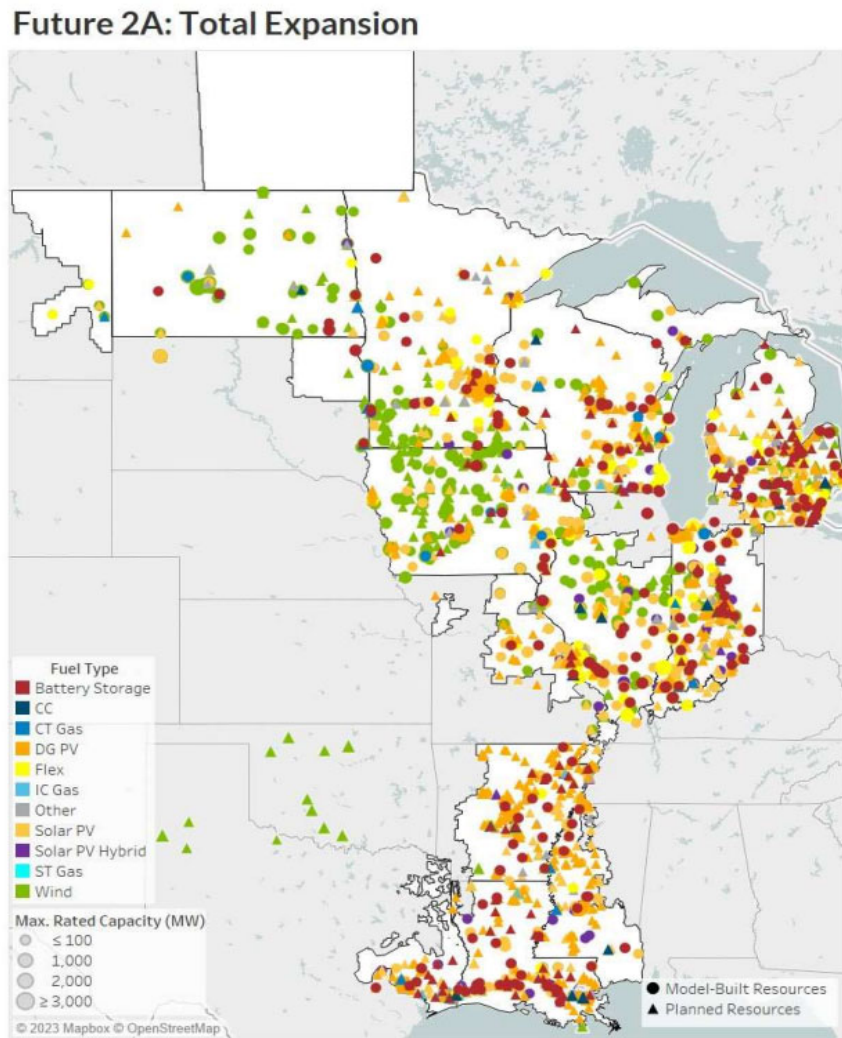 Future 2A: Total Expansion
Fuel Type
Battery Storage
CC
CT Gas
DG PV
Flex
IC Gas
Other
Solar PV
Solar PV Hybrid
ST Gas
Wind
Max. Rated Capacity (MW)
≤ 100
1,000
2,000
≥ 3,000
Model-Built Resources
Planned Resources
© 2023 Mapbox © OpenStreetMap